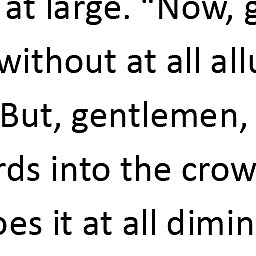 at large. "Now, g
without at all allu
But, gentlemen,
rds into the crow
oes it at all dimin